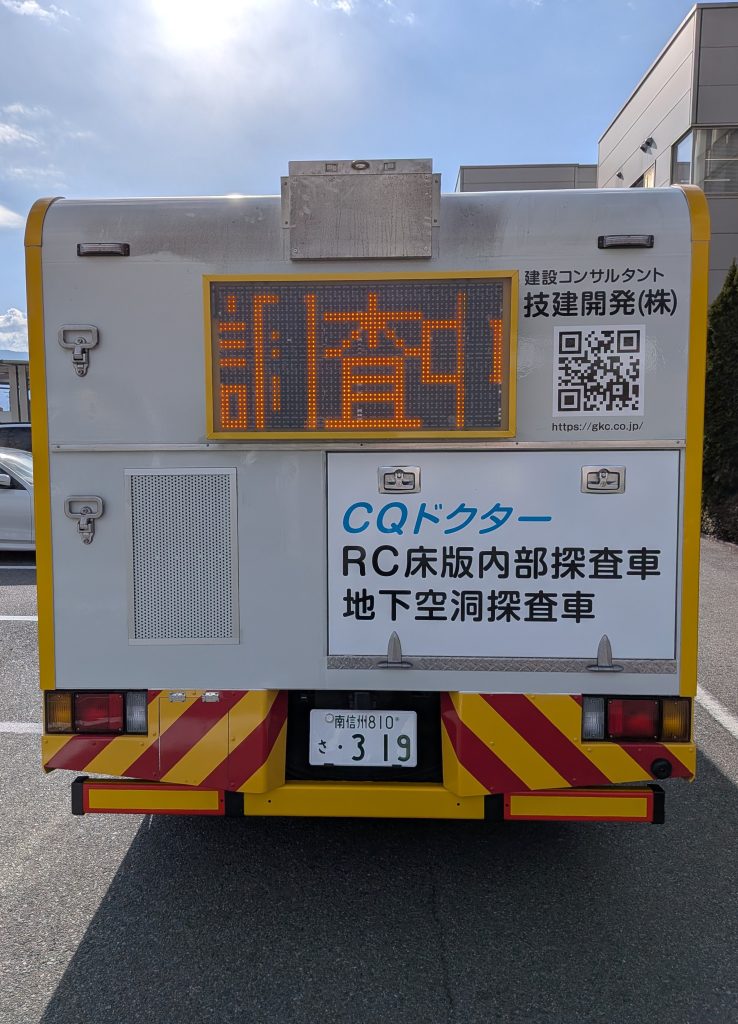 建設コンサルタント
技建開発(株)
調査中
https://gkc.co.jp/
CQドクター
RC床版内部探査車
地下空洞探査車
南信州810
さ ・319